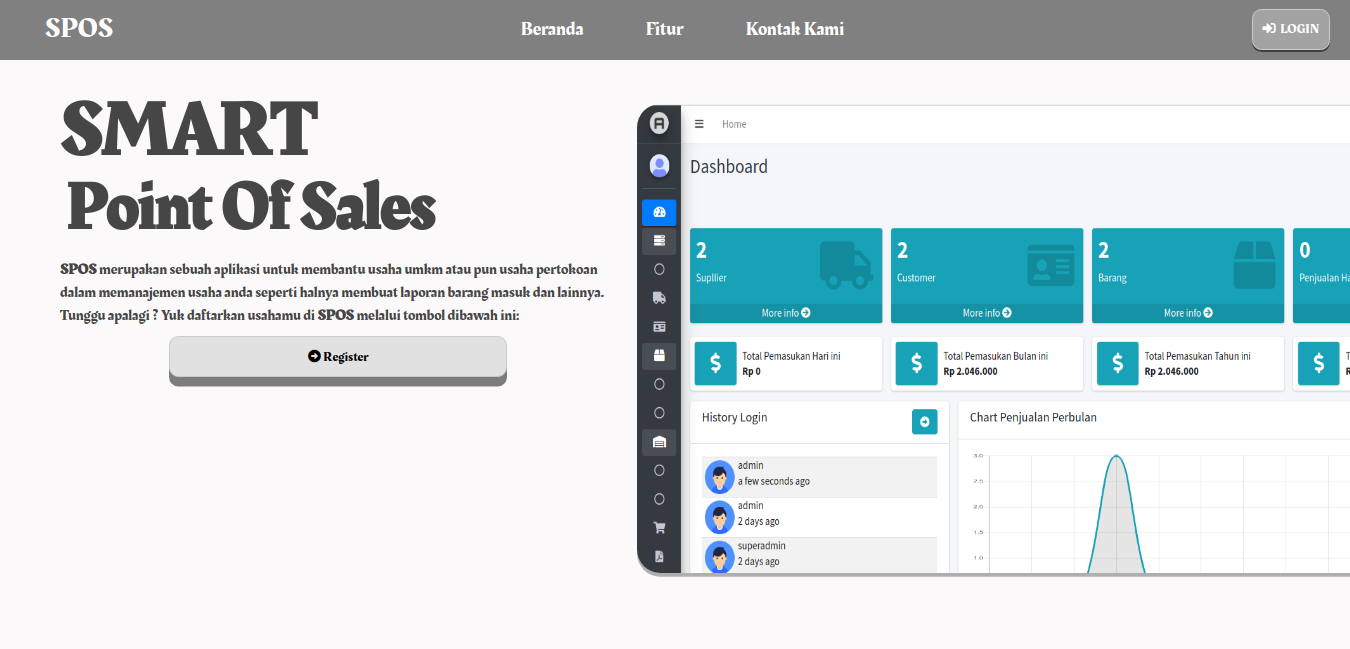 SPOS
Beranda
Fitur
Kontak Kami
LOGIN
SMART
Point Of Sales
SPOS merupakan sebuah aplikasi untuk membantu usaha umkm atau pun usaha pertokoan
dalam memanajemen usaha anda seperti halnya membuat laporan barang masuk dan lainnya.
Tunggu apalagi ? Yuk daftarkan usahamu di SPOS melalui tombol dibawah ini:
Register
Home
Dashboard
2
Supllier
More info
2
Customer
More info
2
Barang
More info
0
Penjualan Ha
Total Pemasukan Hari ini
Rp 0
Total Pemasukan Bulan ini
Rp 2.046.000
Total Pemasukan Tahun ini
Rp 2.046.000
History Login
admin
a few seconds ago
admin
2 days ago
superadmin
2 days ago
Chart Penjualan Perbulan
3.0
2.5
2.0
1.5
1.0